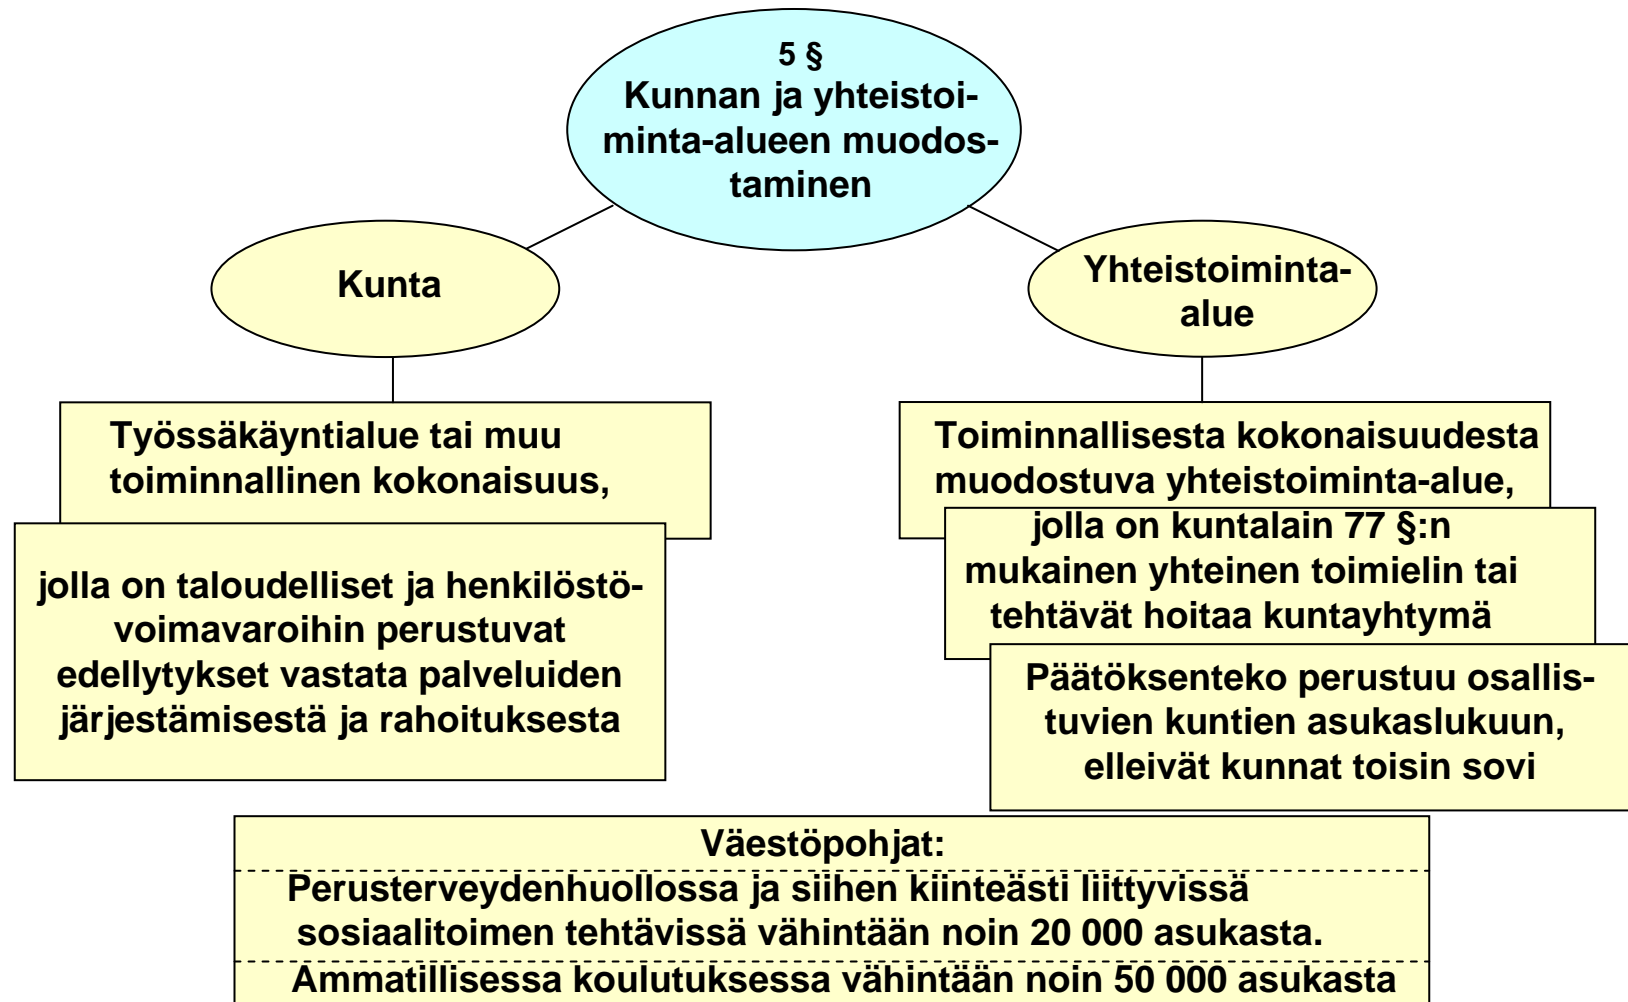 5 §
Kunnan ja yhteistoi-
minta-alueen muodos-
taminen
Kunta
Yhteistoiminta-
alue
Työssäkäyntialue tai muu
toiminnallinen kokonaisuus,
jolla on taloudelliset ja henkilöstö-
voimavaroihin perustuvat
edellytykset vastata palveluiden
järjestämisestä ja rahoituksesta
Toiminnallisesta kokonaisuudesta
muodostuva yhteistoiminta-alue,
jolla on kuntalain 77 §:n
mukainen yhteinen toimielin tai
tehtävät hoitaa kuntayhtymä
Päätöksenteko perustuu osallis-
tuvien kuntien asukaslukuun,
elleivät kunnat toisin sovi
Väestöpohjat:
Perusterveydenhuollossa ja siihen kiinteästi liittyvissä
sosiaalitoimen tehtävissä vähintään noin 20 000 asukasta.
Ammatillisessa koulutuksessa vähintään noin 50 000 asukasta